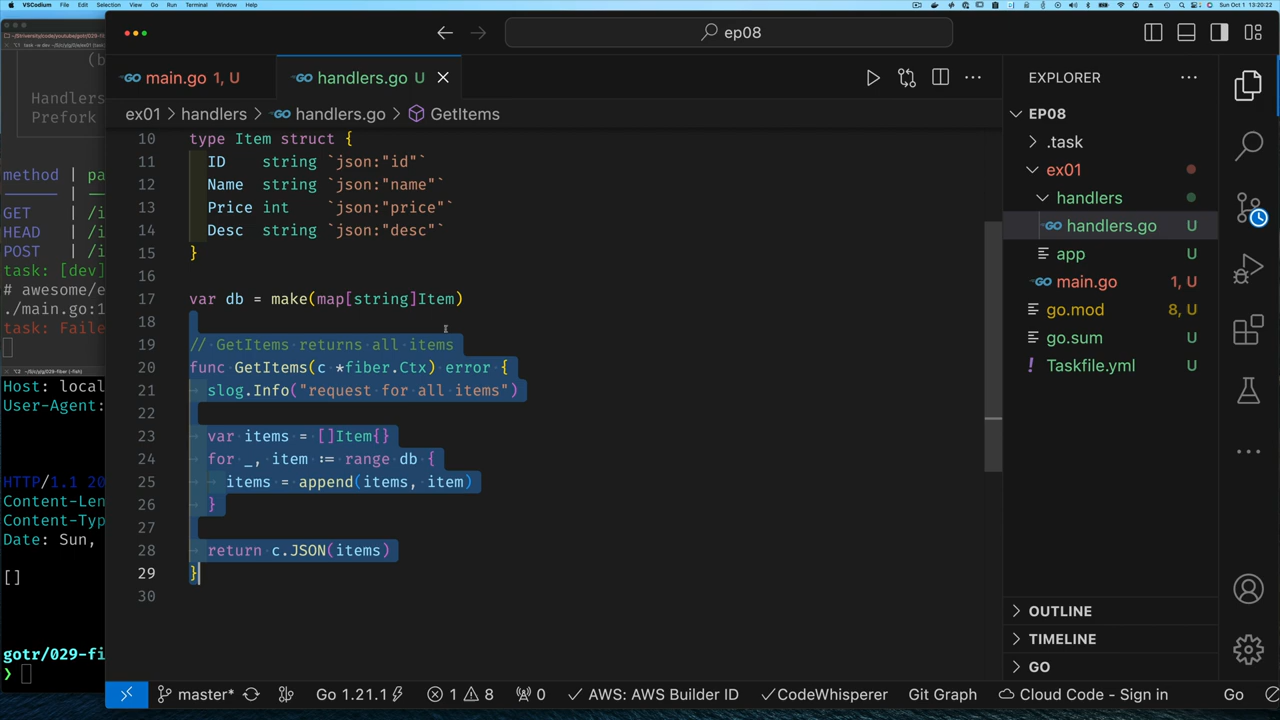 VSCodium File Edit Selection View Go Run Terminal Window Help
Sun Oct 1 13:20:22
ep08
main.go 1, U
handlers.go U
ex01 > handlers > handlers.go > GetItems
10 type Item struct {
11 ID string `json:"id"`
12 Name string `json:"name"`
13 Price int `json:"price"`
14 Desc string `json:"desc"`
15 }
16
17 var db = make(map[string]Item)
18
19 // GetItems returns all items
20 func GetItems(c *fiber.Ctx) error {
21 slog.Info("request for all items")
22
23 var items = []Item{}
24 for _, item := range db {
25 items = append(items, item)
26 }
27
28 return c.JSON(items)
29 }
30
EXPLORER
EP08
.task
ex01
handlers
handlers.go U
app U
main.go 1, U
go.mod 8, U
go.sum U
Taskfile.yml U
OUTLINE
TIMELINE
GO
Handlers
Prefork
method | pa
GET | /i
HEAD | /i
POST | /i
task: [dev]
# awesome/e
./main.go:1
task: Faile
Host: local
User-Agent:
HTTP/1.1 20
Content-Len
Content-Typ
Date: Sun,
[]
gotr/029-fi
❯
master* Go 1.21.1 1 8 0 AWS: AWS Builder ID CodeWhisperer Git Graph Cloud Code - Sign in Go